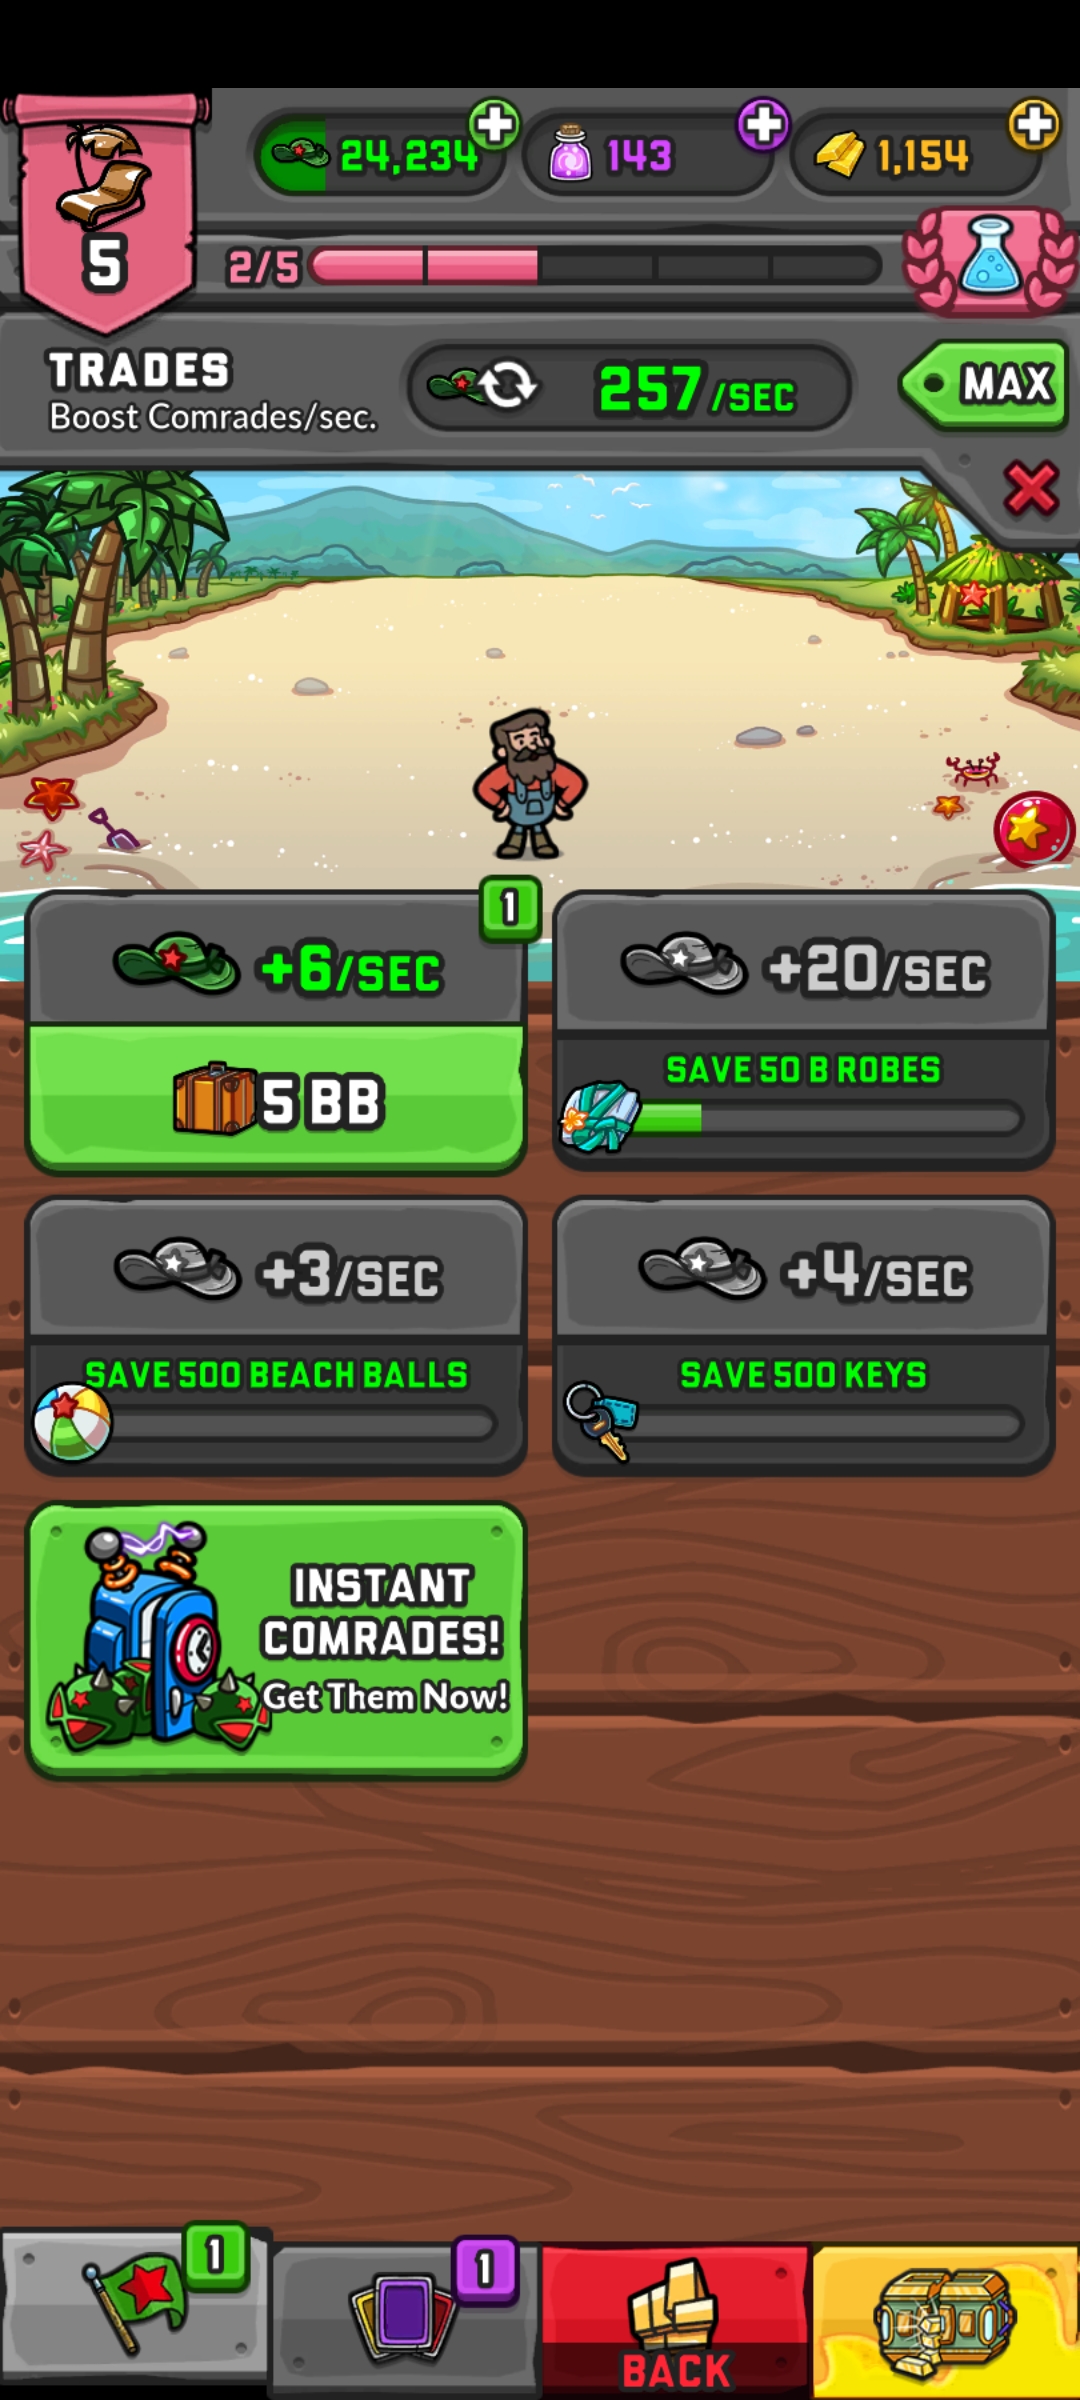 24,234
143
1,154
5
2/5
TRADES
Boost Comrades/sec.
257/SEC
MAX
1
+6/SEC
5 BB
+20/SEC
SAVE 50 B ROBES
+3/SEC
SAVE 500 BEACH BALLS
+4/SEC
SAVE 500 KEYS
INSTANT
COMRADES!
Get Them Now!
1
1
BACK